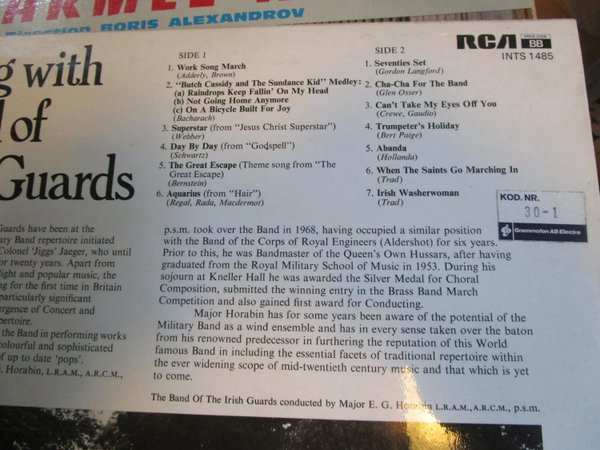 ARMEE
Direction BORIS ALEXANDROV
g with
l of
Guards
RCA
PRICE CODE
BB
INTS 1485
SIDE 1
1. Work Song March
(Adderly, Brown)
2. "Butch Cassidy and The Sundance Kid" Medley:
(a) Raindrops Keep Fallin' On My Head
(b) Not Going Home Anymore
(c) On A Bicycle Built For Joy
(Bacharach)
3. Superstar (from "Jesus Christ Superstar")
(Webber)
4. Day By Day (from "Godspell")
(Schwartz)
5. The Great Escape (Theme song from "The
Great Escape)
(Bernstein)
6. Aquarius (from "Hair")
(Regal, Rada, Macdermot)
SIDE 2
1. Seventies Set
(Gordon Langford)
2. Cha-Cha For The Band
(Glen Osser)
3. Can't Take My Eyes Off You
(Crewe, Gaudio)
4. Trumpeter's Holiday
(Bert Paige)
5. Abanda
(Hollanda)
6. When The Saints Go Marching In
(Trad)
7. Irish Washerwoman
(Trad)
KOD. NR.
30-1
Grammofon AB Electra
Guards have been at the
ary Band repertoire initiated
Colonel 'Jiggs' Jaeger, who until
or twenty years. Apart from
light and popular music, the
ng for the first time in Britain
particularly significant
ergence of Concert and
pertoire.
the Band in performing works
colourful and sophisticated
of up to date 'pops'.
. Horabin, L.R.A.M., A.R.C.M.,
p.s.m. took over the Band in 1968, having occupied a similar position
with the Band of the Corps of Royal Engineers (Aldershot) for six years.
Prior to this, he was Bandmaster of the Queen's Own Hussars, after having
graduated from the Royal Military School of Music in 1953. During his
sojourn at Kneller Hall he was awarded the Silver Medal for Choral
Composition, submitted the winning entry in the Brass Band March
Competition and also gained first award for Conducting.
Major Horabin has for some years been aware of the potential of the
Military Band as a wind ensemble and has in every sense taken over the baton
from his renowned predecessor in furthering the reputation of this World
famous Band in including the essential facets of traditional repertoire within
the ever widening scope of mid-twentieth century music and that which is yet
to come.
The Band Of The Irish Guards conducted by Major E. G. Horabin L.R.A.M., A.R.C.M., p.s.m.